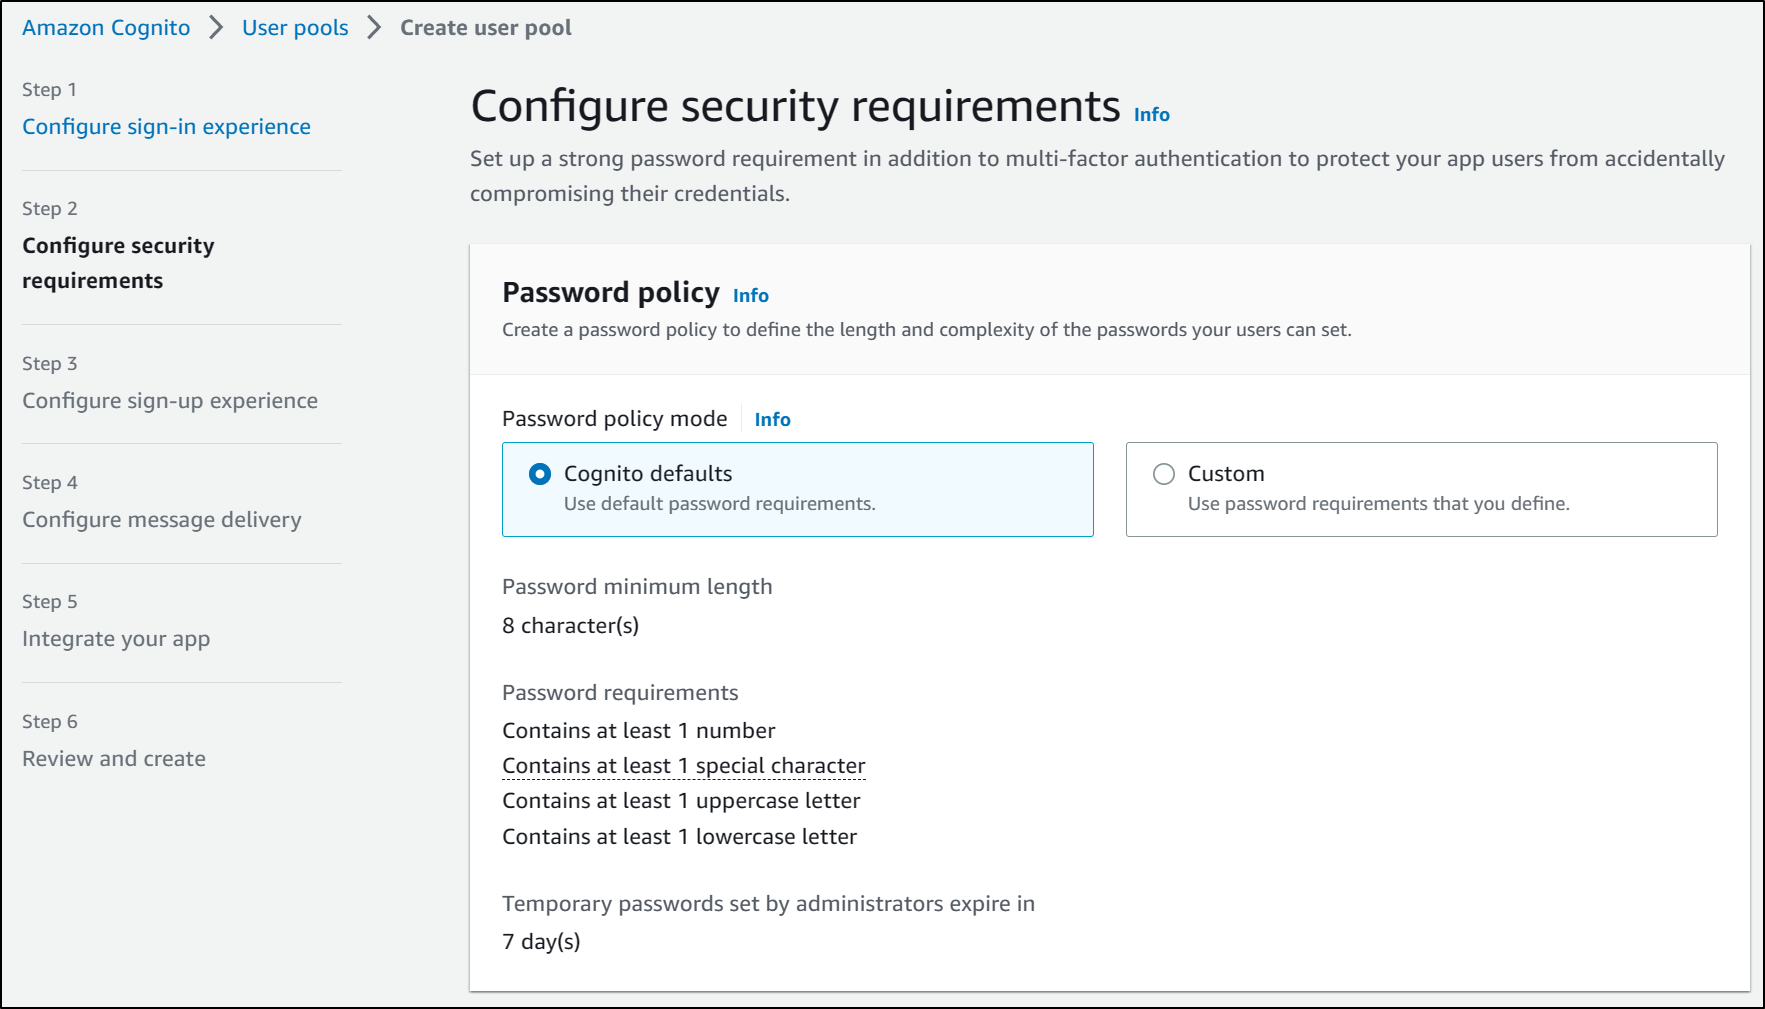 Amazon Cognito > User pools > Create user pool
Step 1
Configure sign-in experience
Step 2
Configure security
requirements
Step 3
Configure sign-up experience
Step 4
Configure message delivery
Step 5
Integrate your app
Step 6
Review and create
Configure security requirements Info
Set up a strong password requirement in addition to multi-factor authentication to protect your app users from accidentally
compromising their credentials.
Password policy Info
Create a password policy to define the length and complexity of the passwords your users can set.
Password policy mode Info
Cognito defaults
Use default password requirements.
Custom
Use password requirements that you define.
Password minimum length
8 character(s)
Password requirements
Contains at least 1 number
Contains at least 1 special character
Contains at least 1 uppercase letter
Contains at least 1 lowercase letter
Temporary passwords set by administrators expire in
7 day(s)